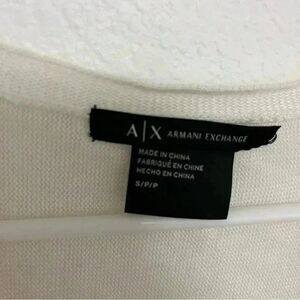 A|X ARMANI EXCHANGE
MADE IN CHINA
FABRIQUÉ EN CHINE
HECHO EN CHINA
S/P/P